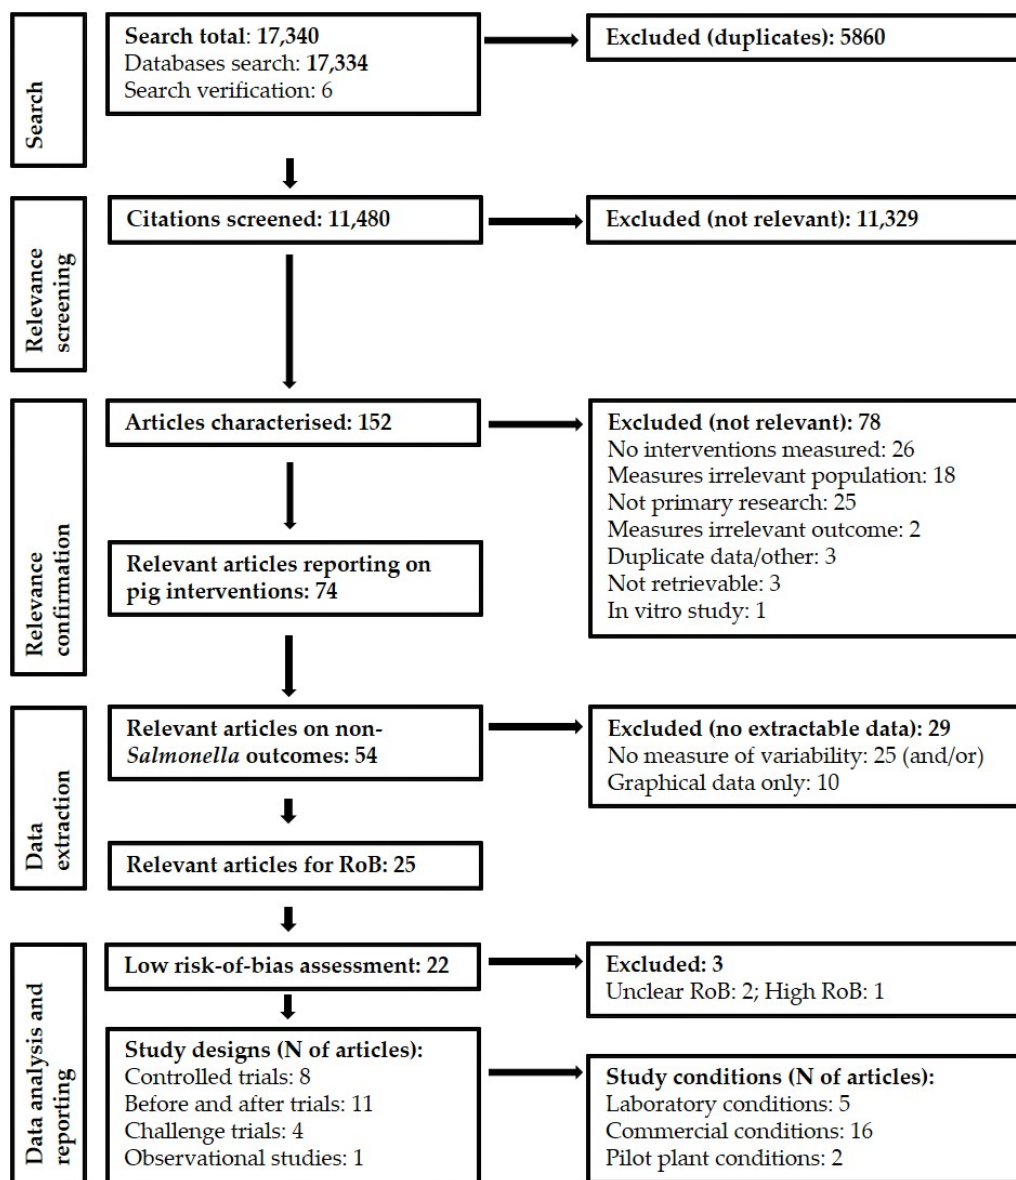 Search
Search total: 17,340
Databases search: 17,334
Search verification: 6
Excluded (duplicates): 5860
Relevance
screening
Citations screened: 11,480
Excluded (not relevant): 11,329
Relevance
confirmation
Articles characterised: 152
Excluded (not relevant): 78
No interventions measured: 26
Measures irrelevant population: 18
Not primary research: 25
Measures irrelevant outcome: 2
Duplicate data/other: 3
Not retrievable: 3
In vitro study: 1
Relevant articles reporting on
pig interventions: 74
Data
extraction
Relevant articles on non-
Salmonella outcomes: 54
Excluded (no extractable data): 29
No measure of variability: 25 (and/or)
Graphical data only: 10
Relevant articles for RoB: 25
Data analysis and
reporting
Low risk-of-bias assessment: 22
Excluded: 3
Unclear RoB: 2; High RoB: 1
Study designs (N of articles):
Controlled trials: 8
Before and after trials: 11
Challenge trials: 4
Observational studies: 1
Study conditions (N of articles):
Laboratory conditions: 5
Commercial conditions: 16
Pilot plant conditions: 2